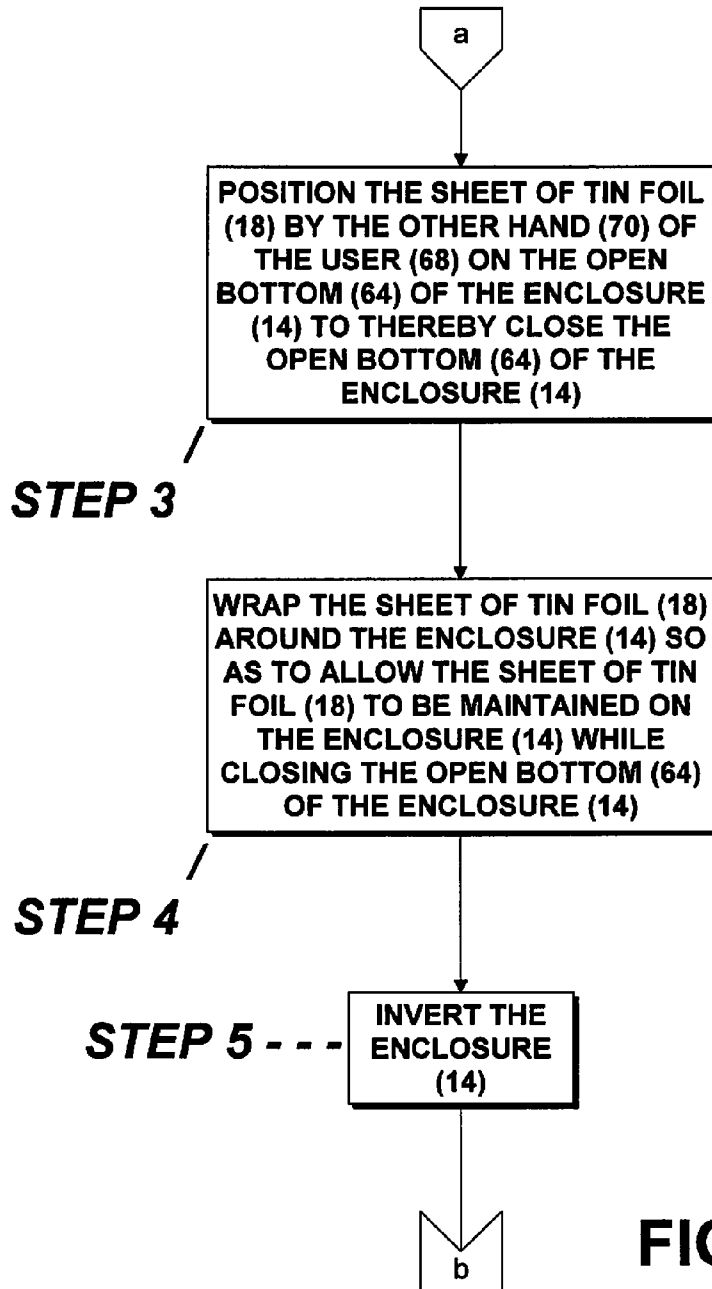 a
POSITION THE SHEET OF TIN FOIL
(18) BY THE OTHER HAND (70) OF
THE USER (68) ON THE OPEN
BOTTOM (64) OF THE ENCLOSURE
(14) TO THEREBY CLOSE THE
OPEN BOTTOM (64) OF THE
ENCLOSURE (14)
STEP 3
WRAP THE SHEET OF TIN FOIL (18)
AROUND THE ENCLOSURE (14) SO
AS TO ALLOW THE SHEET OF TIN
FOIL (18) TO BE MAINTAINED ON
THE ENCLOSURE (14) WHILE
CLOSING THE OPEN BOTTOM (64)
OF THE ENCLOSURE (14)
STEP 4
STEP 5 - - -
INVERT THE
ENCLOSURE
(14)
b